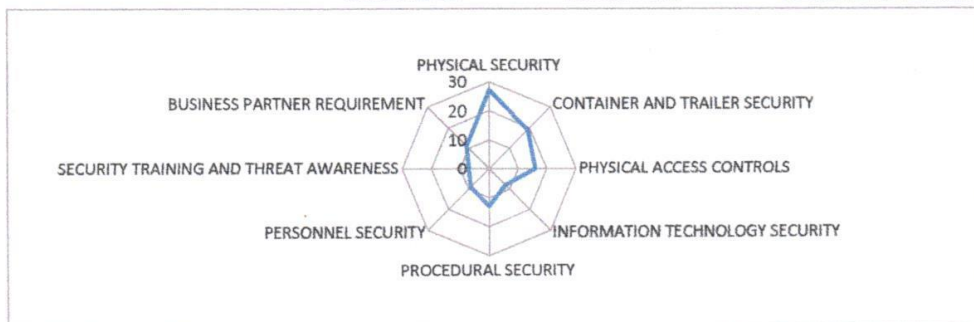 PHYSICAL SECURITY
30
BUSINESS PARTNER REQUIREMENT
CONTAINER AND TRAILER SECURITY
20
10
SECURITY TRAINING AND THREAT AWARENESS
0
PHYSICAL ACCESS CONTROLS
PERSONNEL SECURITY
INFORMATION TECHNOLOGY SECURITY
PROCEDURAL SECURITY